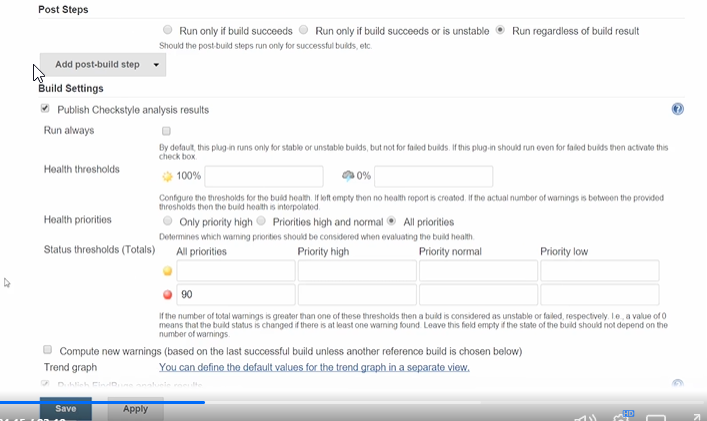 Post Steps
Run only if build succeeds Run only if build succeeds or is unstable Run regardless of build result
Should the post-build steps run only for successful builds, etc.
Add post-build step
Build Settings
Publish Checkstyle analysis results
Run always
By default, this plug-in runs only for stable or unstable builds, but not for failed builds. If this plug-in should run even for failed builds then activate this
check box.
Health thresholds 100% 0%
Configure the thresholds for the build health. If left empty then no health report is created. If the actual number of warnings is between the provided
thresholds then the build health is interpolated.
Health priorities Only priority high Priorities high and normal All priorities
Determines which warning priorities should be considered when evaluating the build health.
Status thresholds (Totals) All priorities Priority high Priority normal Priority low
90
If the number of total warnings is greater than one of these thresholds then a build is considered as unstable or failed, respectively. I.e., a value of 0
means that the build status is changed if there is at least one warning found. Leave this field empty if the state of the build should not depend on the
number of warnings.
Compute new warnings (based on the last successful build unless another reference build is chosen below)
Trend graph You can define the default values for the trend graph in a separate view.
Publish FindBugs analysis results
Save Apply
HD